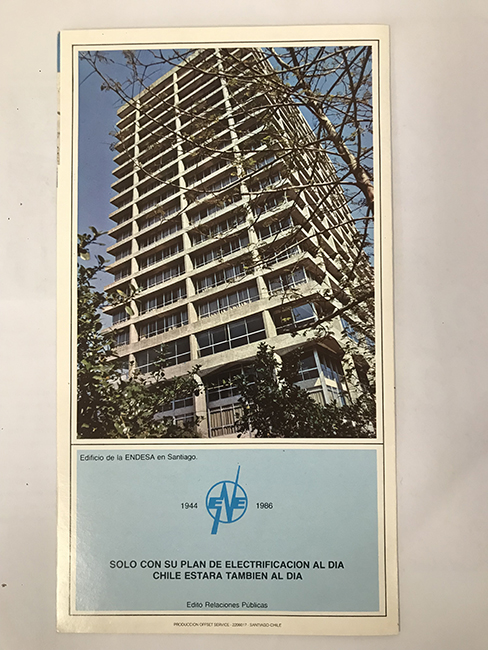 Edificio de la ENDESA en Santiago.
1944 ENE 1986
SOLO CON SU PLAN DE ELECTRIFICACION AL DIA
CHILE ESTARA TAMBIEN AL DIA
Edito Relaciones Públicas
PRODUCCION OFFSET SERVICE - SANTIAGO-CHILE